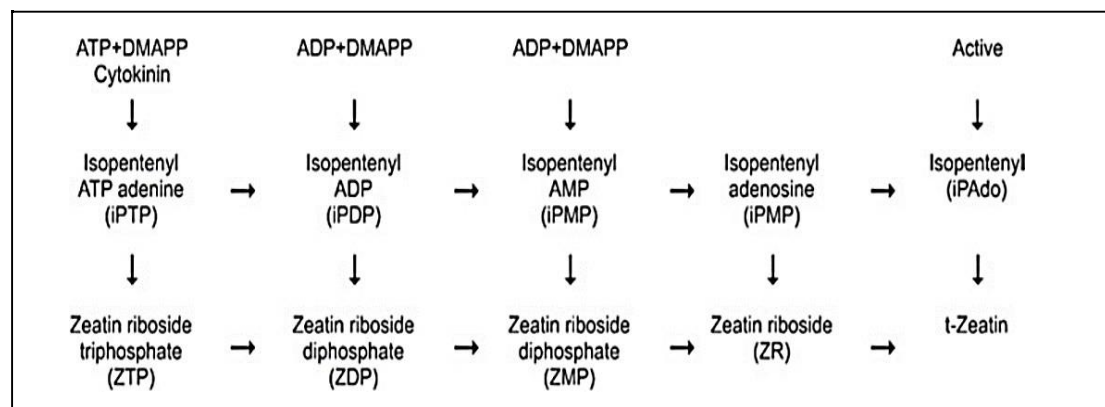 ATP+DMAPP
Cytokinin
ADP+DMAPP
ADP+DMAPP
Active
Isopentenyl
ATP adenine
(iPTP)
Isopentenyl
ADP
(iPDP)
Isopentenyl
AMP
(iPMP)
Isopentenyl
adenosine
(iPMP)
Isopentenyl
(iPAdo)
Zeatin riboside
triphosphate
(ZTP)
Zeatin riboside
diphosphate
(ZDP)
Zeatin riboside
diphosphate
(ZMP)
Zeatin riboside
(ZR)
t-Zeatin